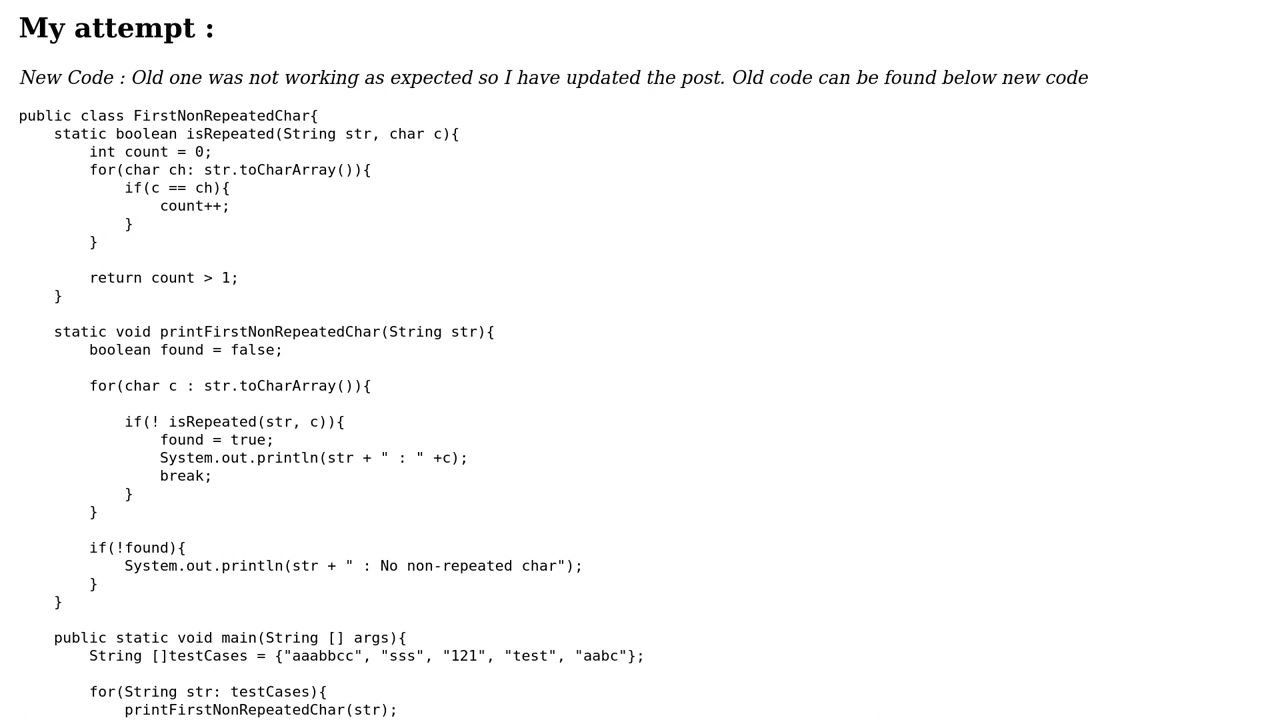 My attempt :
New Code : Old one was not working as expected so I have updated the post. Old code can be found below new code
public class FirstNonRepeatedChar{
    static boolean isRepeated(String str, char c){
        int count = 0;
        for(char ch: str.toCharArray()){
            if(c == ch){
                count++;
            }
        }

        return count > 1;
    }

    static void printFirstNonRepeatedChar(String str){
        boolean found = false;

        for(char c : str.toCharArray()){

            if(! isRepeated(str, c)){
                found = true;
                System.out.println(str + " : " +c);
                break;
            }
        }

        if(!found){
            System.out.println(str + " : No non-repeated char");
        }
    }

    public static void main(String [] args){
        String []testCases = {"aaabbcc", "sss", "121", "test", "aabc"};

        for(String str: testCases){
            printFirstNonRepeatedChar(str);